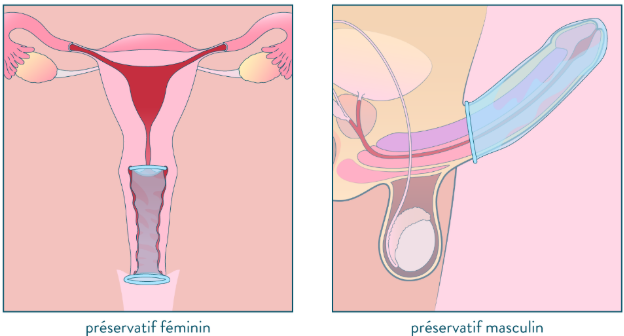 préservatif féminin
préservatif masculin